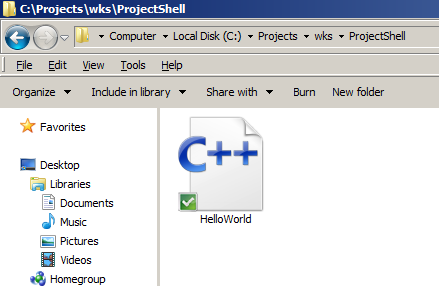 C:\Projects\wks\ProjectShell
Computer Local Disk (C:) Projects wks ProjectShell
File Edit View Tools Help
Organize Include in library Share with Burn New folder
Favorites
Desktop
Libraries
Documents
Music
Pictures
Videos
Homegroup
C++
HelloWorld